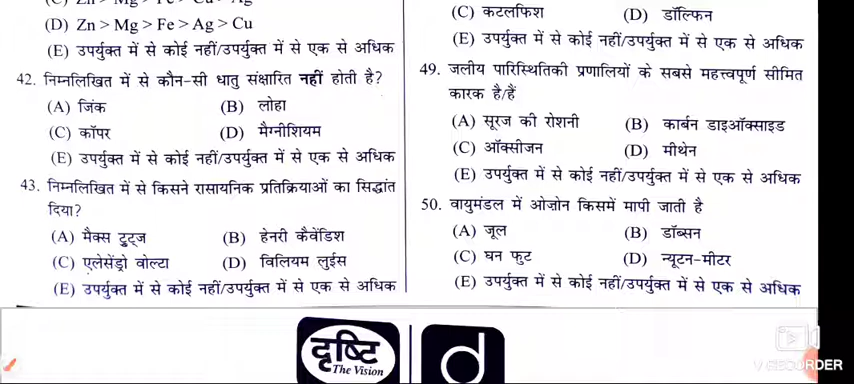 (D) Zn > Mg > Fe > Ag > Cu
(E) उपर्युक्त में से कोई नहीं/उपर्युक्त में से एक से अधिक
42. निम्नलिखित में से कौन-सी धातु संक्षारित नहीं होती है?
(A) जिंक (B) लोहा
(C) कॉपर (D) मैग्नीशियम
(E) उपर्युक्त में से कोई नहीं/उपर्युक्त में से एक से अधिक
43. निम्नलिखित में से किसने रासायनिक प्रतिक्रियाओं का सिद्धांत
दिया?
(A) मैक्स ट्रूट्ज (B) हेनरी कैवेंडिश
(C) एलेसेंड्रो वोल्टा (D) विलियम लुईस
(E) उपर्युक्त में से कोई नहीं/उपर्युक्त में से एक से अधिक
(C) कटलफिश (D) डॉल्फिन
(E) उपर्युक्त में से कोई नहीं/उपर्युक्त में से एक से अधिक
49. जलीय पारिस्थितिकी प्रणालियों के सबसे महत्त्वपूर्ण सीमित
कारक है/हैं
(A) सूरज की रोशनी (B) कार्बन डाइऑक्साइड
(C) ऑक्सीजन (D) मीथेन
(E) उपर्युक्त में से कोई नहीं/उपर्युक्त में से एक से अधिक
50. वायुमंडल में ओज़ोन किसमें मापी जाती है
(A) जूल (B) डॉब्सन
(C) घन फुट (D) न्यूटन-मीटर
(E) उपर्युक्त में से कोई नहीं/उपर्युक्त में से एक से अधिक
दृष्टि
The Vision
d
V RECORDER